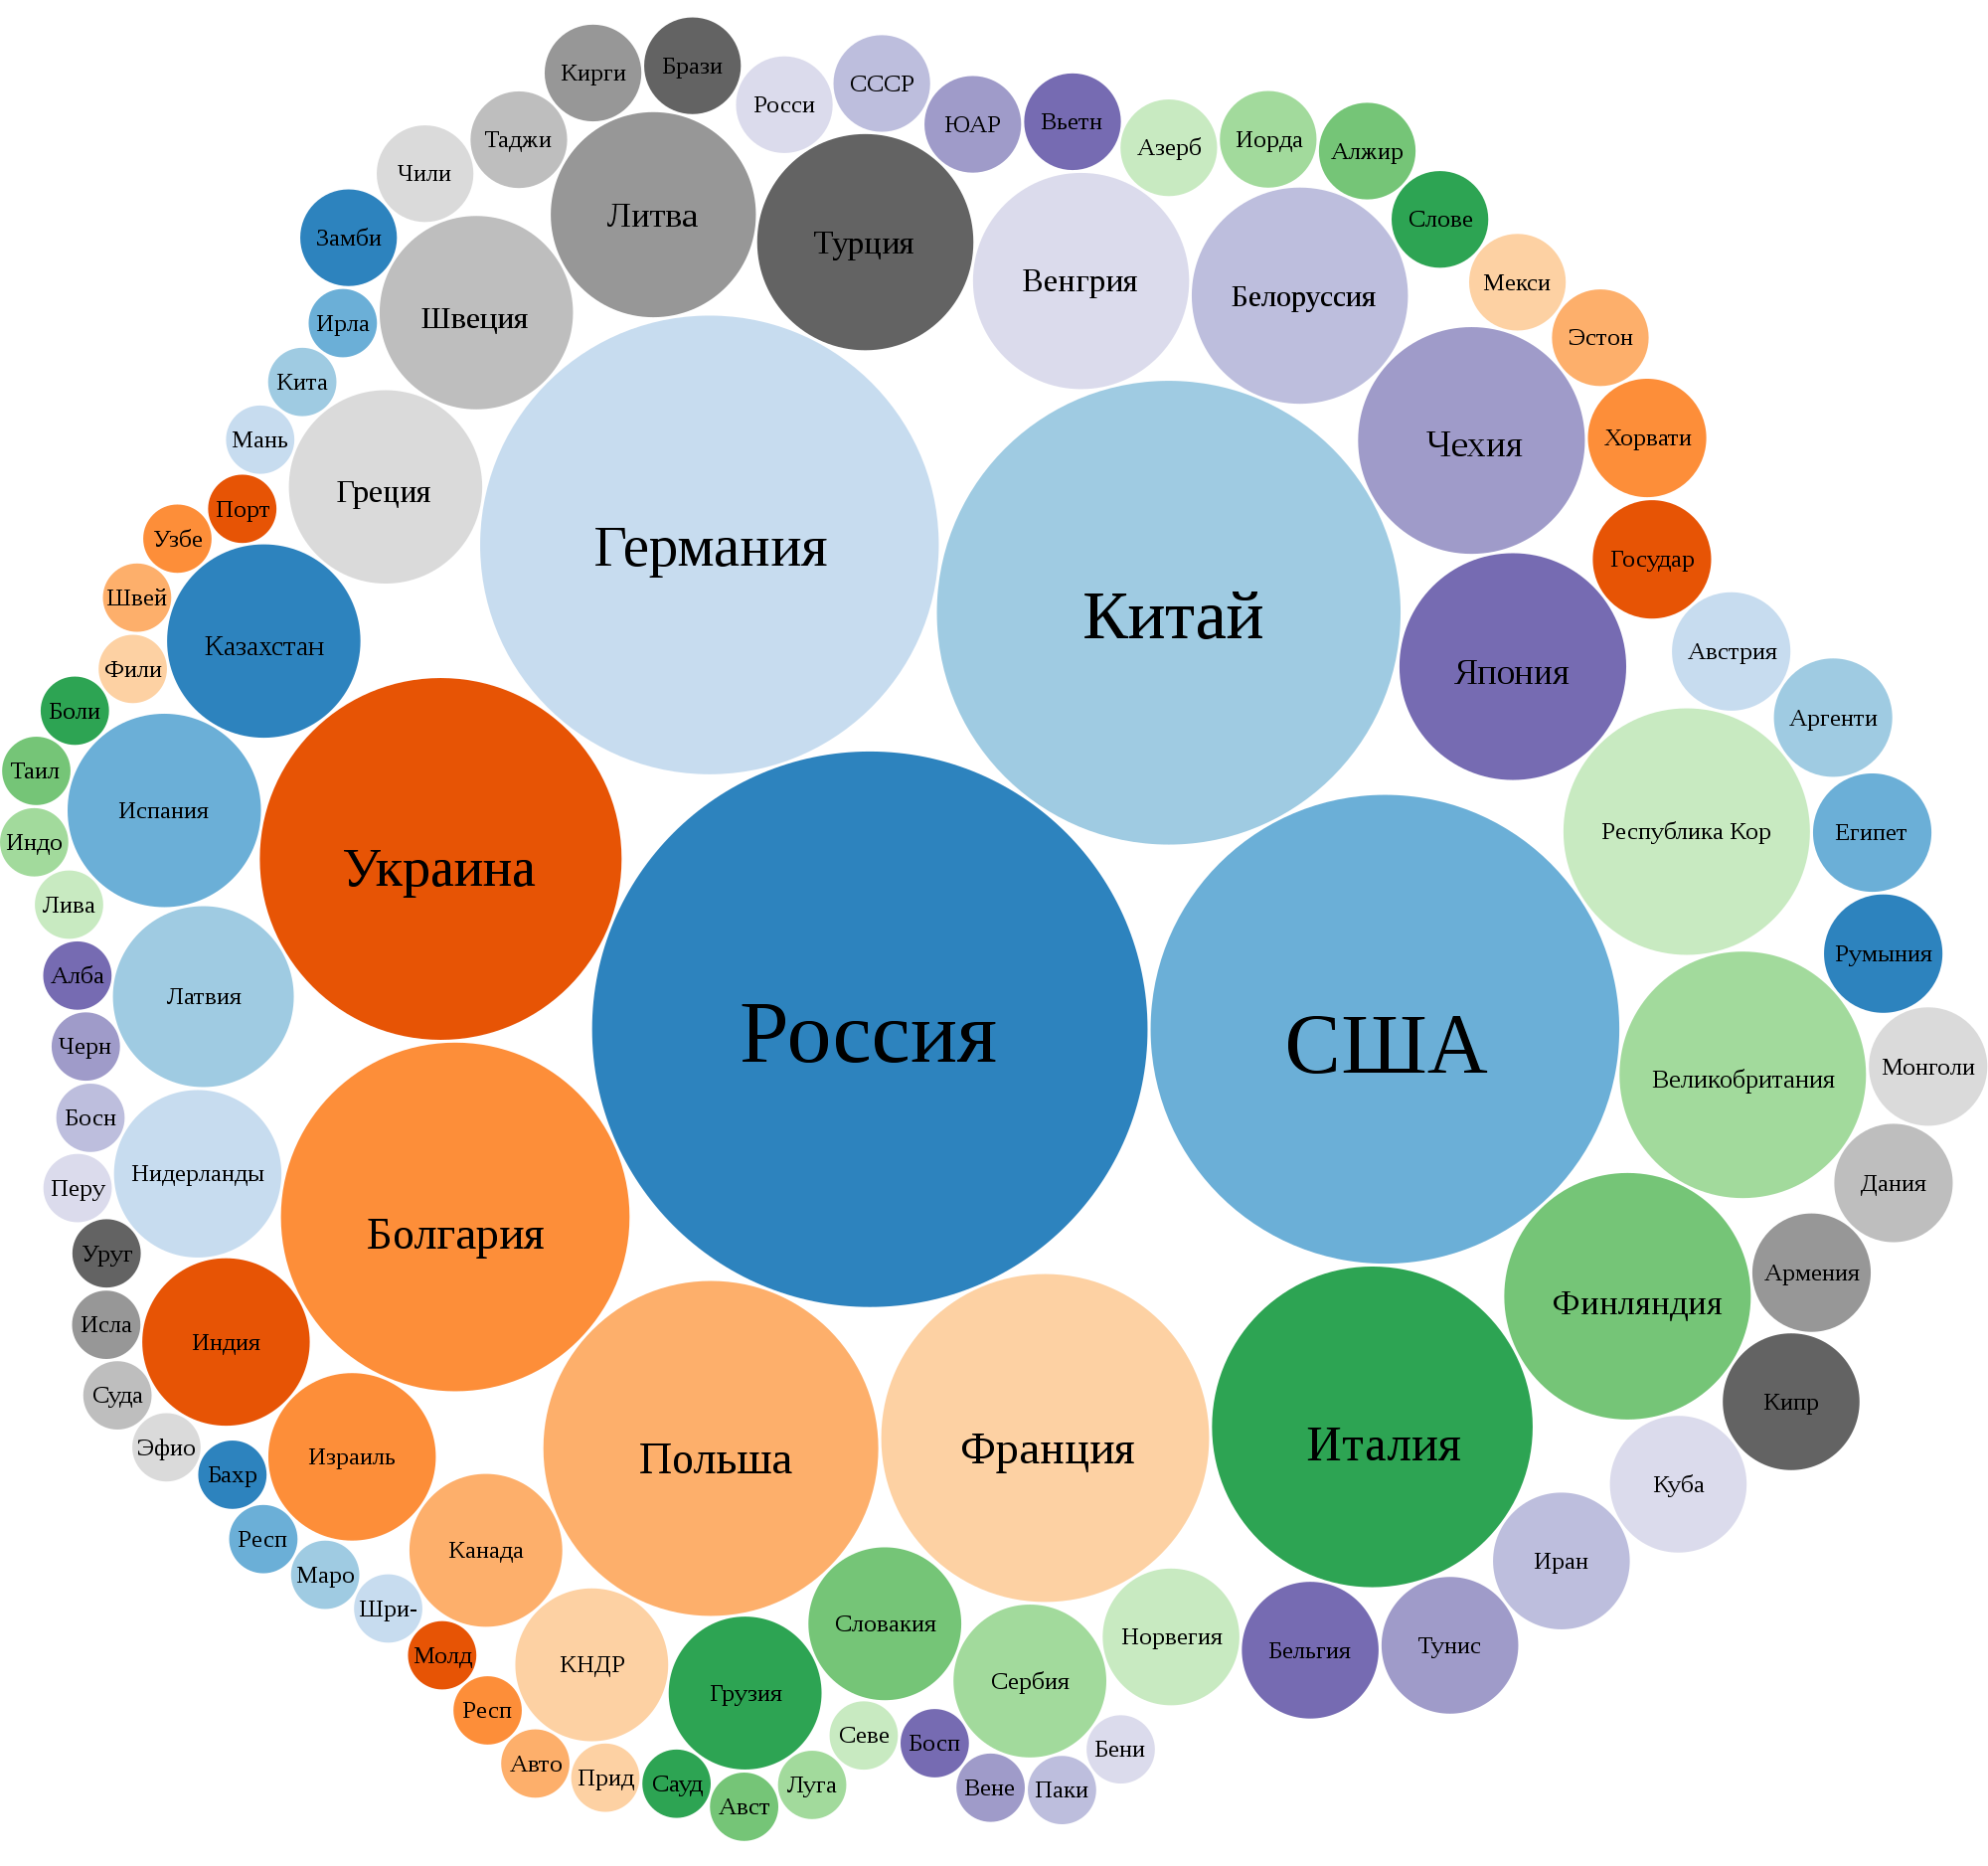 Брази
Кирги
СССР
Росси
Вьетн
ЮАР
Таджи
Иорда
Азерб
Алжир
Чили
Литва
Слове
Замби
Турция
Венгрия
Мекси
Белоруссия
Швеция
Ирла
Эстон
Кита
Хорвати
Мань
Чехия
Греция
Порт
Узбе
Германия
Государ
Швей
Китай
Казахстан
Австрия
Фили
Япония
Боли
Аргенти
Таил
Испания
Республика Кор
Египет
Индо
Украина
Лива
Румыния
Алба
Латвия
Россия
США
Черн
Монголи
Великобритания
Босн
Нидерланды
Дания
Перу
Болгария
Уруг
Армения
Финляндия
Исла
Индия
Суда
Кипр
Италия
Эфио
Франция
Израиль
Польша
Бахр
Куба
Респ
Канада
Иран
Маро
Шри-
Словакия
Норвегия
Тунис
Бельгия
Молд
КНДР
Сербия
Грузия
Респ
Севе
Босп
Бени
Авто
Прид
Сауд
Луга
Вене
Паки
Авст